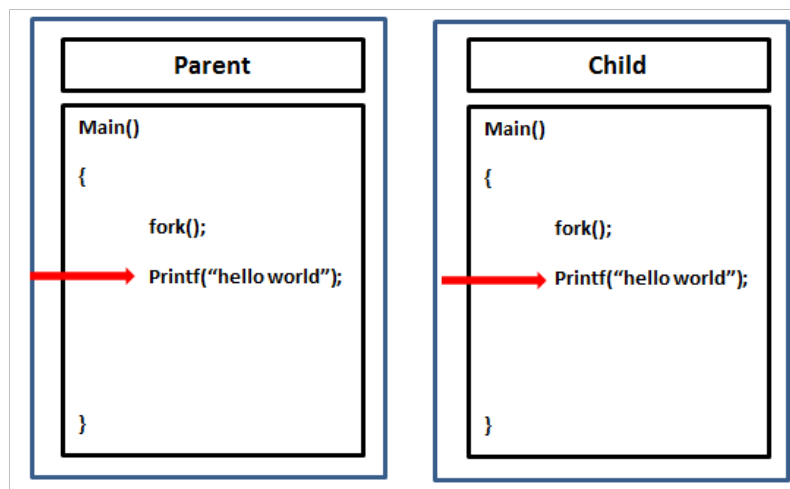 Parent
Main()
{
fork();
Printf(“hello world”);
}
Child
Main()
{
fork();
Printf(“hello world”);
}